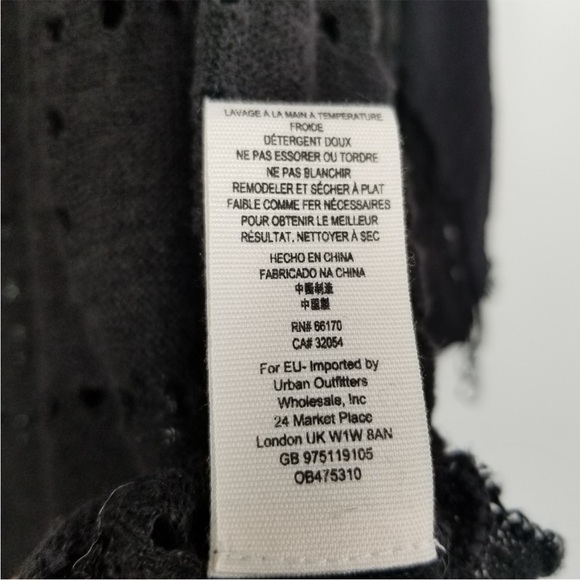 LAVAGE À LA MAIN À TEMPÉRATURE
FROIDE
DÉTERGENT DOUX
NE PAS ESSORER OU TORDRE
NE PAS BLANCHIR
REMODELER ET SÉCHER À PLAT
FAIBLE COMME FER NÉCESSAIRES
POUR OBTENIR LE MEILLEUR
RÉSULTAT, NETTOYER À SEC
HECHO EN CHINA
FABRICADO NA CHINA
中国制造
中國製
RN# 66170
CA# 32054
For EU- Imported by
Urban Outfitters
Wholesale, Inc
24 Market Place
London UK W1W 8AN
GB 975119105
OB475310